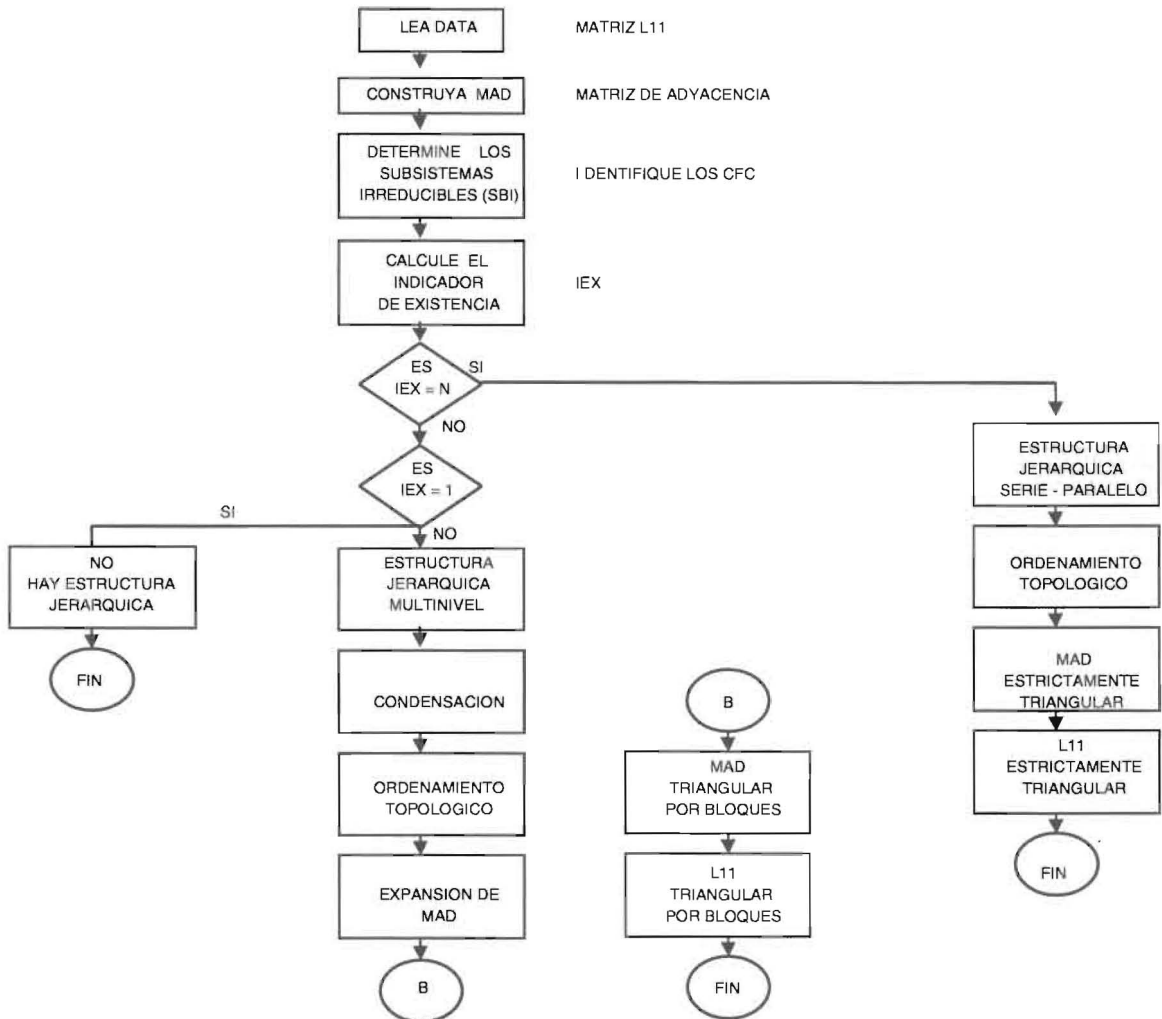 LEA DATA
MATRIZ L11
CONSTRUYA MAD
MATRIZ DE ADYACENCIA
DETERMINE LOS
SUBSISTEMAS
IRREDUCIBLES (SBI)
I DENTIFIQUE LOS CFC
CALCULE EL
INDICADOR
DE EXISTENCIA
IEX
ES
IEX = N
SI
NO
ES
IEX = 1
SI
NO
NO
HAY ESTRUCTURA
JERARQUICA
FIN
ESTRUCTURA
JERARQUICA
MULTINIVEL
CONDENSACION
ORDENAMIENTO
TOPOLOGICO
EXPANSION DE
MAD
B
B
MAD
TRIANGULAR
POR BLOQUES
L11
TRIANGULAR
POR BLOQUES
FIN
ESTRUCTURA
JERARQUICA
SERIE - PARALELO
ORDENAMIENTO
TOPOLOGICO
MAD
ESTRICTAMENTE
TRIANGULAR
L11
ESTRICTAMENTE
TRIANGULAR
FIN